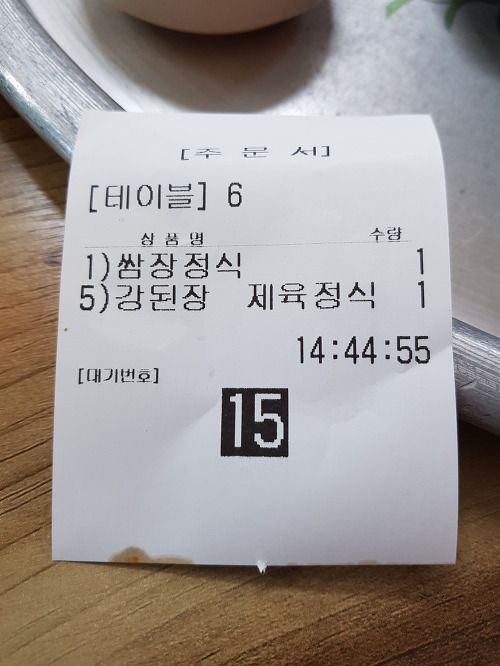 [주 문 서]
[테이블] 6
상 품 명 수량
1)쌈장정식 1
5)강된장 제육정식 1
14:44:55
[대기번호]
15